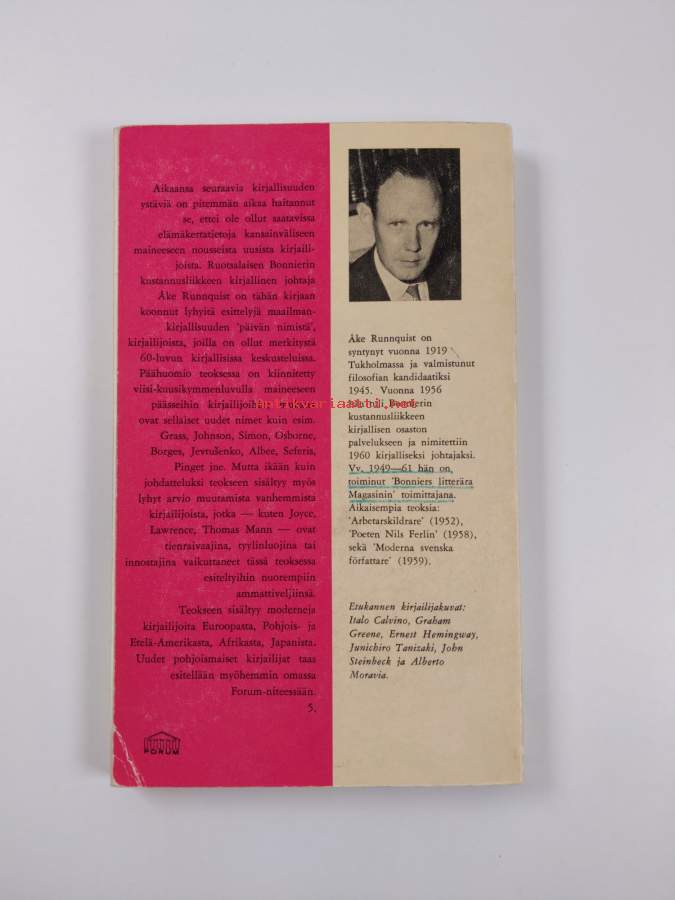 Aikaansa seuraavia kirjallisuuden
ystäviä on pitemmän aikaa haitannut
se, ettei ole ollut saatavissa
elämäkertatietoja kansainväliseen
maineeseen nousseista uusista kirjaili-
joista. Ruotsalaisen Bonnierin
kustannusliikkeen kirjallinen johtaja
Åke Runnquist on tähän kirjaan
koonnut lyhyitä esittelyjä maailman-
kirjallisuuden 'päivän nimistä',
kirjailijoista, joilla on ollut merkitystä
60-luvun kirjallisissa keskusteluissa.
Päähuomio teoksessa on kiinnitetty
viisi-kuusikymmenluvulla maineeseen
päässeihin kirjailijoihin,
ovat sellaiset uudet nimet kuin esim.
Grass, Johnson, Simon, Osborne,
Borges, Jevtušenko, Albee, Seferis,
Pinget jne. Mutta ikään kuin
johdatteluksi teokseen sisältyy myös
lyhyt arvio muutamista vanhemmista
kirjailijoista, jotka — kuten Joyce,
Lawrence, Thomas Mann — ovat
tienraivaajina, tyylinluojina tai
innostajina vaikuttaneet tässä teoksessa
esiteltyihin nuorempiin
ammattiveljiinsä.
Teokseen sisältyy moderneja
kirjailijoita Euroopasta, Pohjois- ja
Etelä-Amerikasta, Afrikasta, Japanista.
Uudet pohjoismaiset kirjailijat taas
esitellään myöhemmin omassa
Forum-niteessään.
5.
FORUM
Åke Runnquist on
syntynyt vuonna 1919
Tukholmassa ja valmistunut
filosofian kandidaatiksi
1945. Vuonna 1956
hän tuli Bonnierin
kustannusliikkeen
kirjallisen osaston
palvelukseen ja nimitettiin
1960 kirjalliseksi johtajaksi.
Vv. 1949—61 hän on
toiminut 'Bonniers litterära
Magasinin' toimittajana.
Aikaisempia teoksia:
'Arbetarskildrare' (1952),
'Poeten Nils Ferlin' (1958),
sekä 'Moderna svenska
författare' (1959).
Etukannen kirjailijakuvat:
Italo Calvino, Graham
Greene, Ernest Hemingway,
Junichiro Tanizaki, John
Steinbeck ja Alberto
Moravia.
antikvariaatti.net